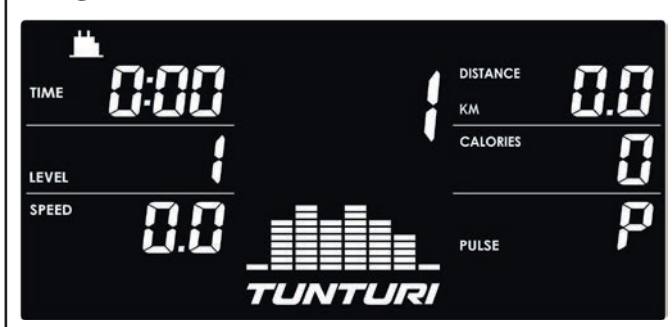 TIME 0:00
LEVEL 1
SPEED 0.0
1
DISTANCE
KM 0.0
CALORIES 0
PULSE P
TUNTURI